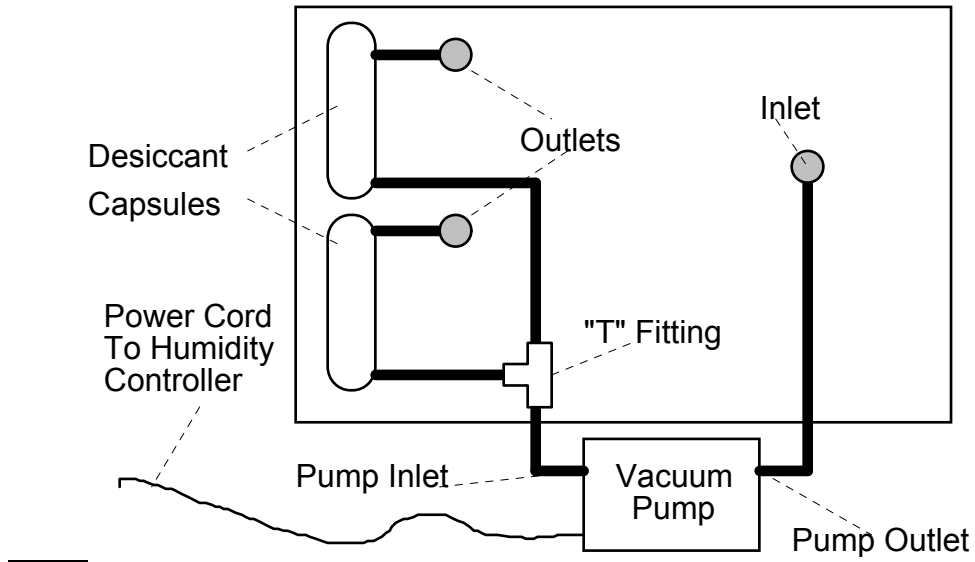 Inlet
Outlets
Desiccant
Capsules
Power Cord
To Humidity
Controller
"T" Fitting
Pump Inlet
Vacuum
Pump
Pump Outlet